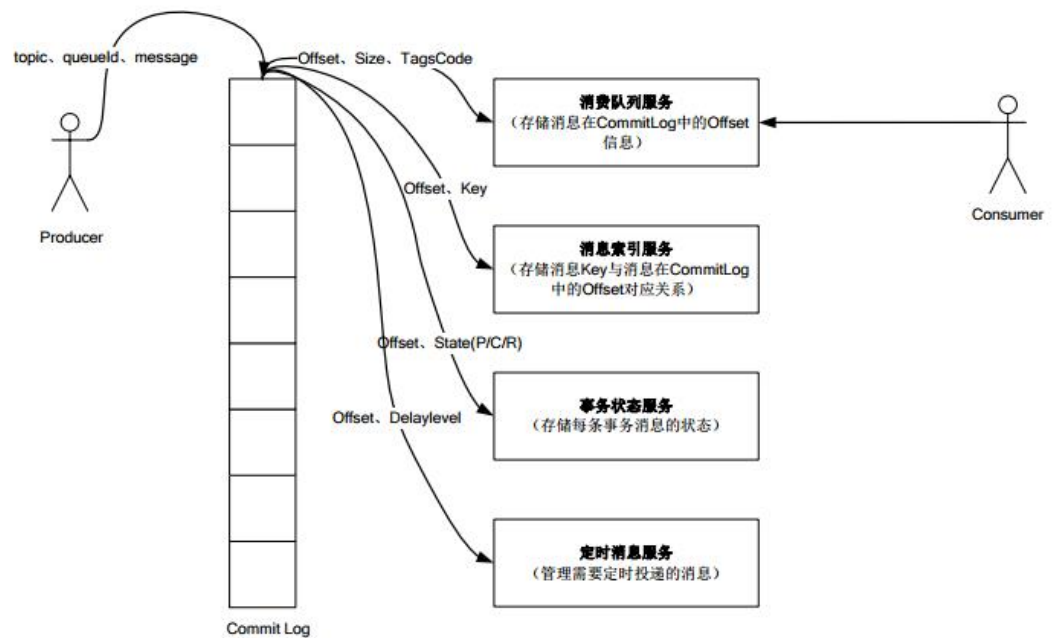 topic、queueId、message
Offset、Size、TagsCode
消费队列服务
（存储消息在CommitLog中的Offset
信息）
Producer
Consumer
Offset、Key
消息索引服务
（存储消息Key与消息在CommitLog
中的Offset对应关系）
Offset、State(P/C/R)
事务状态服务
（存储每条事务消息的状态）
Offset、Delaylevel
定时消息服务
（管理需要定时投递的消息）
Commit Log